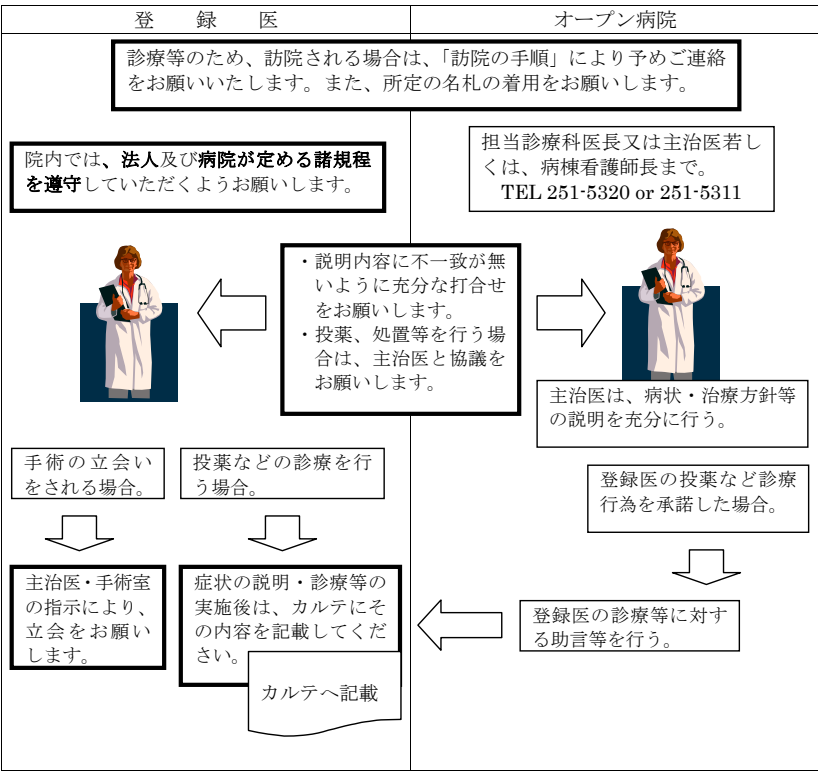 登　録　医
オープン病院
診療等のため、訪院される場合は、「訪院の手順」により予めご連絡
をお願いいたします。また、所定の名札の着用をお願いします。
院内では、法人及び病院が定める諸規程
を遵守していただくようお願いします。
担当診療科医長又は主治医若し
くは、病棟看護師長まで。
TEL 251-5320 or 251-5311
・説明内容に不一致が無
いように充分な打合せ
をお願いします。
・投薬、処置等を行う場
合は、主治医と協議を
お願いします。
主治医は、病状・治療方針等
の説明を充分に行う。
手術の立会い
をされる場合。
投薬などの診療を行
う場合。
登録医の投薬など診療
行為を承諾した場合。
主治医・手術室
の指示により、
立会をお願い
します。
症状の説明・診療等の
実施後は、カルテにそ
の内容を記載してくだ
さい。
カルテへ記載
登録医の診療等に対す
る助言等を行う。